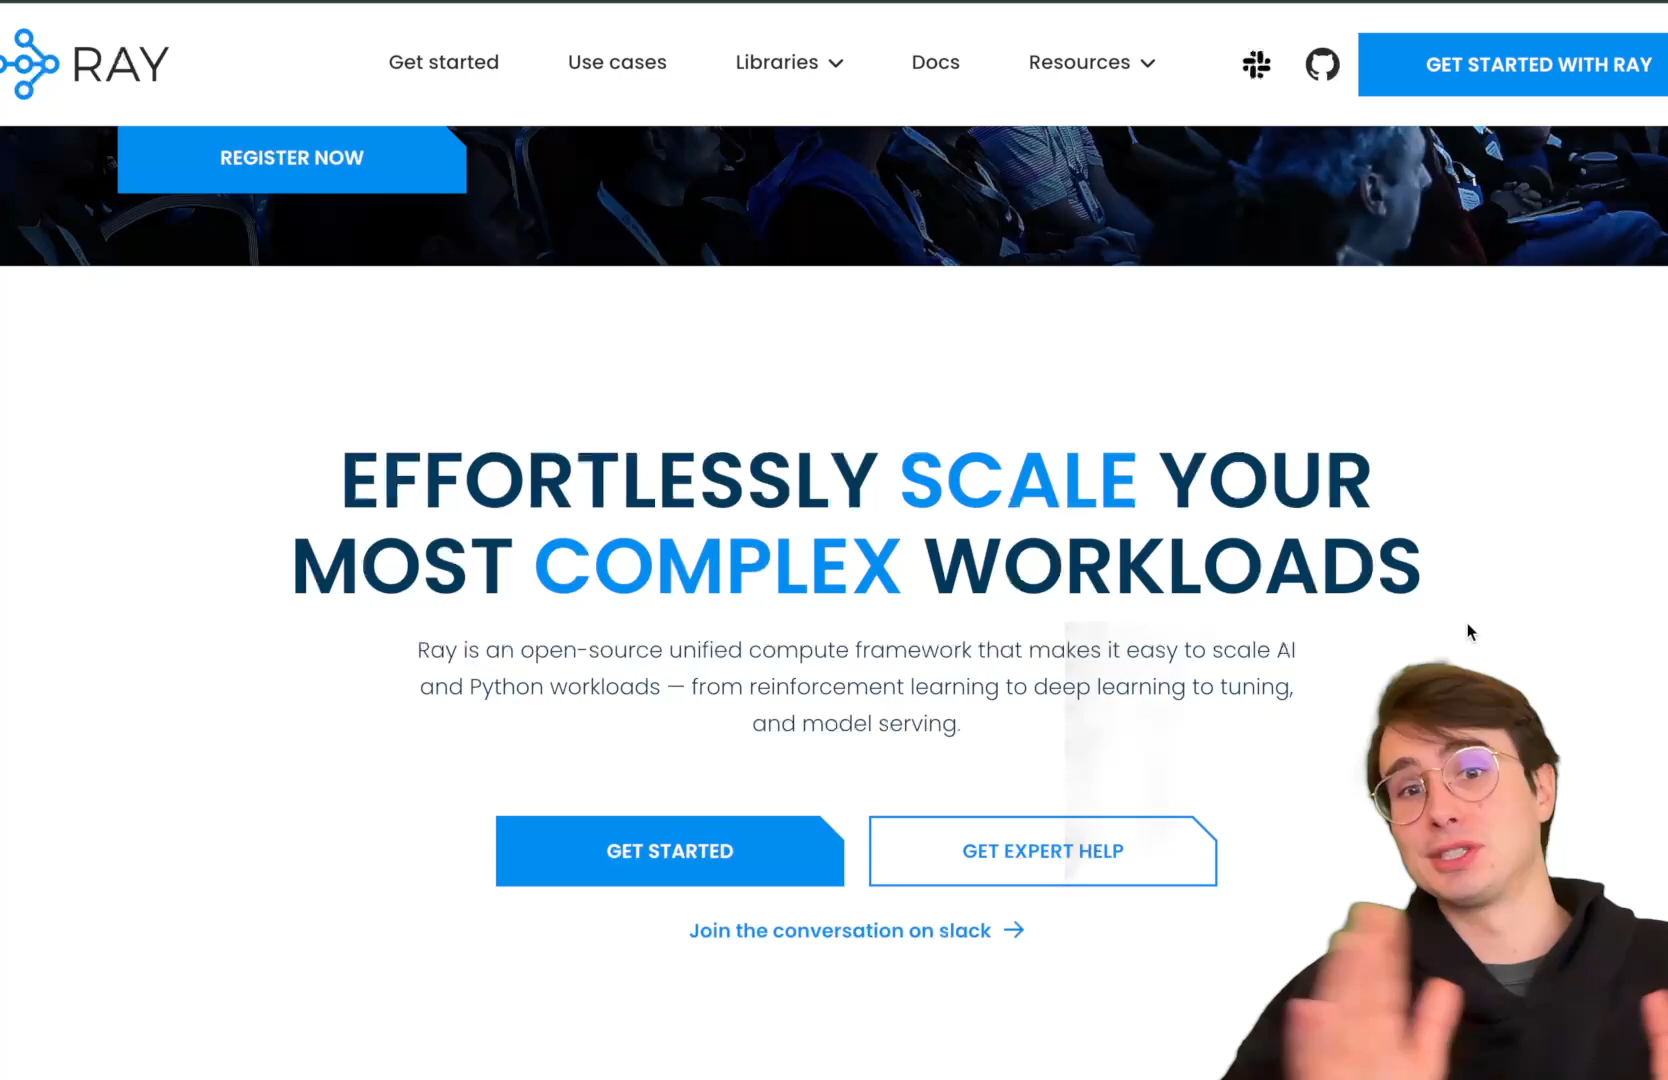 RAY
Get started
Use cases
Libraries
Docs
Resources
GET STARTED WITH RAY
REGISTER NOW
EFFORTLESSLY SCALE YOUR
MOST COMPLEX WORKLOADS
Ray is an open-source unified compute framework that makes it easy to scale AI
and Python workloads — from reinforcement learning to deep learning to tuning,
and model serving.
GET STARTED
GET EXPERT HELP
Join the conversation on slack →